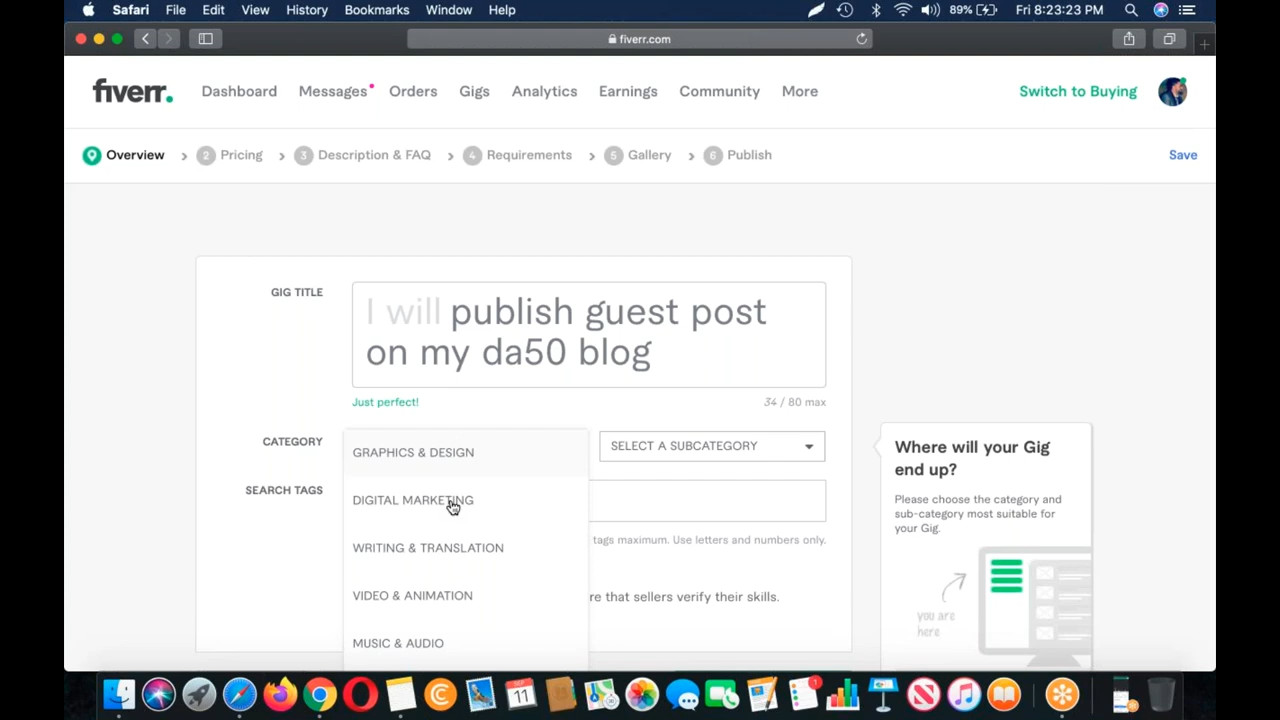 Safari File Edit View History Bookmarks Window Help 89% Fri 8:23:23 PM
fiverr.com
fiverr. Dashboard Messages Orders Gigs Analytics Earnings Community More Switch to Buying
Overview 2 Pricing 3 Description & FAQ 4 Requirements 5 Gallery 6 Publish Save
GIG TITLE
I will publish guest post
on my da50 blog
Just perfect! 34 / 80 max
CATEGORY
GRAPHICS & DESIGN
SELECT A SUBCATEGORY
SEARCH TAGS
DIGITAL MARKETING
tags maximum. Use letters and numbers only.
WRITING & TRANSLATION
VIDEO & ANIMATION
re that sellers verify their skills.
MUSIC & AUDIO
Where will your Gig
end up?
Please choose the category and
sub-category most suitable for
your Gig.
you are
here
11
1